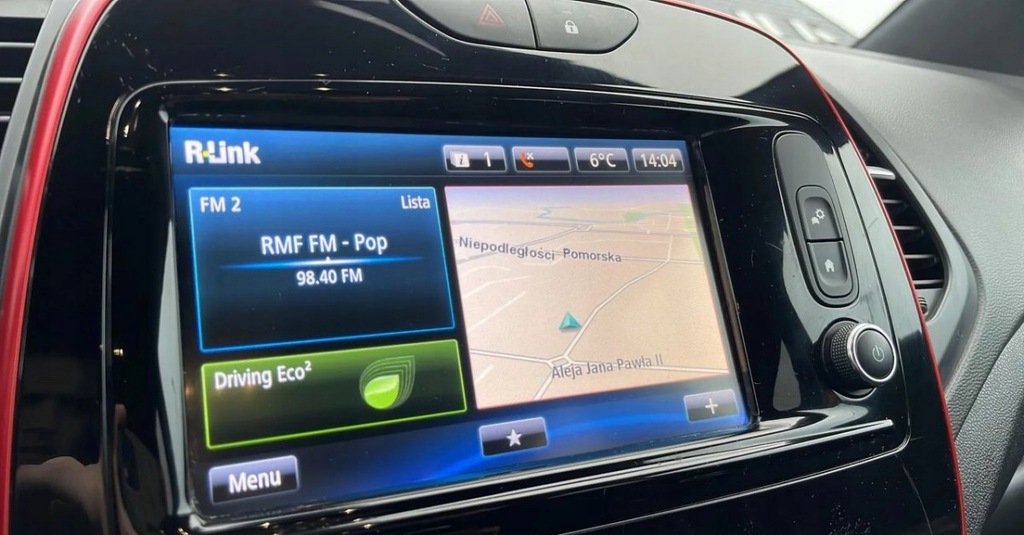 R-Link
1
6°C
14:04
FM 2
Lista
RMF FM - Pop
98.40 FM
Niepodległości Pomorska
Driving Eco²
Aleja Jana Pawła II
Menu